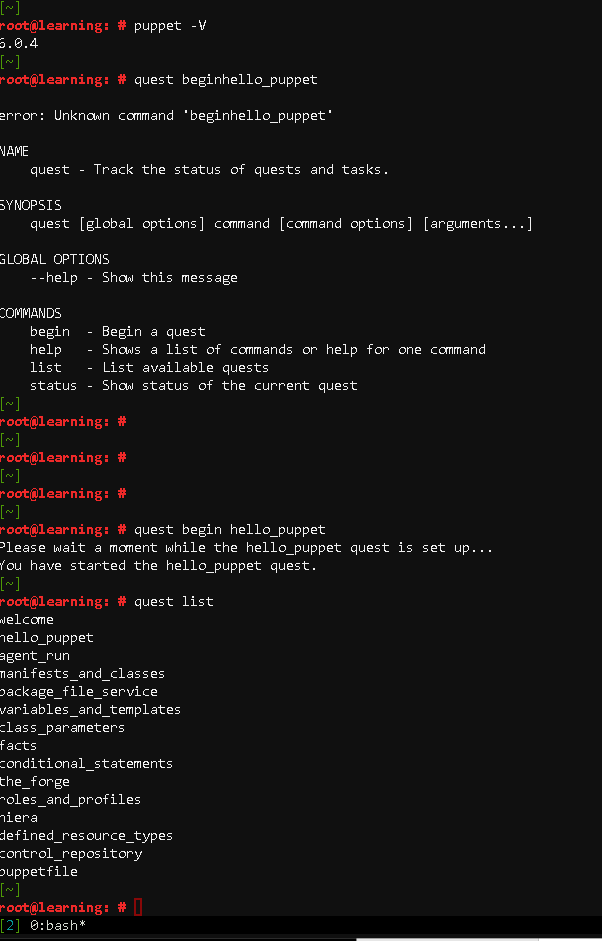 [~]
root@learning: # puppet -V
6.0.4
[~]
root@learning: # quest beginhello_puppet
error: Unknown command 'beginhello_puppet'
NAME
quest - Track the status of quests and tasks.
SYNOPSIS
quest [global options] command [command options] [arguments...]
GLOBAL OPTIONS
--help - Show this message
COMMANDS
begin - Begin a quest
help - Shows a list of commands or help for one command
list - List available quests
status - Show status of the current quest
[~]
root@learning: #
[~]
root@learning: #
[~]
root@learning: #
[~]
root@learning: # quest begin hello_puppet
Please wait a moment while the hello_puppet quest is set up...
You have started the hello_puppet quest.
[~]
root@learning: # quest list
welcome
hello_puppet
agent_run
manifests_and_classes
package_file_service
variables_and_templates
class_parameters
facts
conditional_statements
the_forge
roles_and_profiles
hiera
defined_resource_types
control_repository
puppetfile
[~]
root@learning: #
[2] 0:bash*